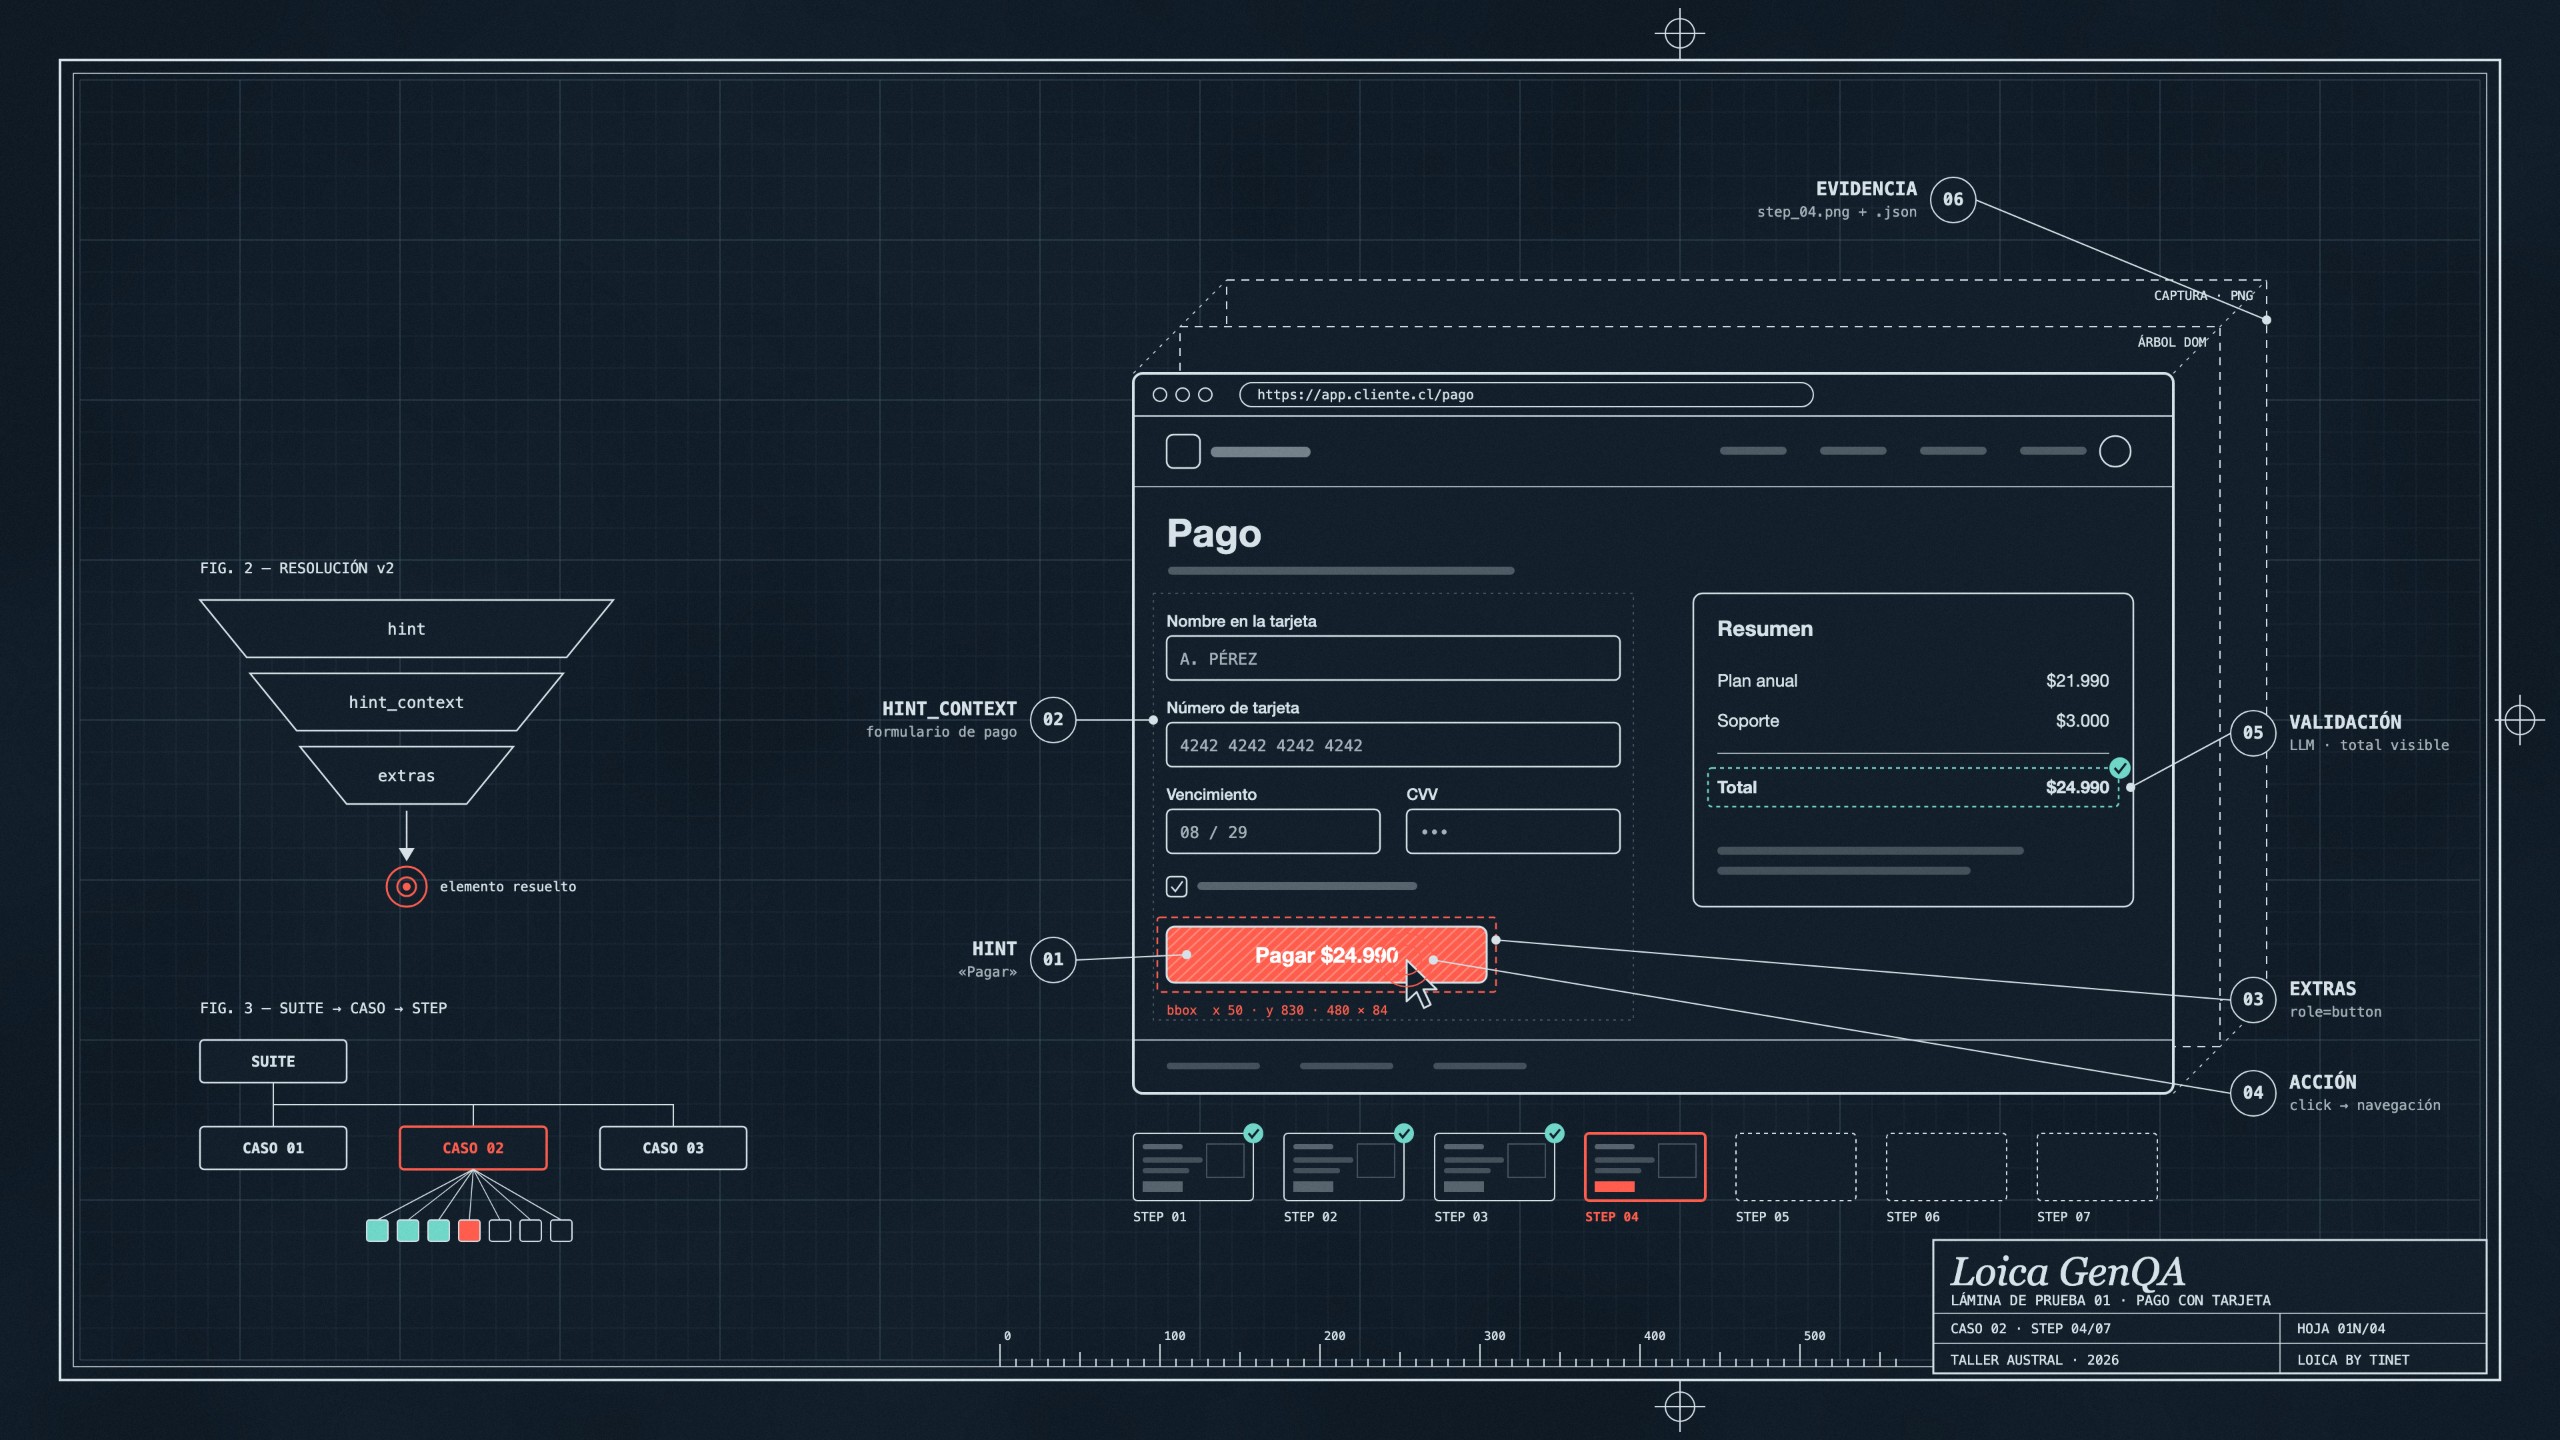 EVIDENCIA
06
step_04.png + .json
CAPTURA · PNG
ÁRBOL DOM
https://app.cliente.cl/pago
Pago
FIG. 2 — RESOLUCIÓN v2
hint
hint_context
extras
elemento resuelto
HINT_CONTEXT
02
formulario de pago
HINT
01
«Pagar»
Nombre en la tarjeta
A. PÉREZ
Número de tarjeta
4242 4242 4242 4242
Vencimiento
CVV
08 / 29
•••
Pagar $24.990
bbox x 50 · y 830 · 480 × 84
Resumen
Plan anual $21.990
Soporte $3.000
Total $24.990
05
VALIDACIÓN
LLM · total visible
03
EXTRAS
role=button
04
ACCIÓN
click → navegación
FIG. 3 — SUITE → CASO → STEP
SUITE
CASO 01
CASO 02
CASO 03
STEP 01
STEP 02
STEP 03
STEP 04
STEP 05
STEP 06
STEP 07
0 100 200 300 400 500
Loica GenQA
LÁMINA DE PRUEBA 01 · PAGO CON TARJETA
CASO 02 · STEP 04/07
HOJA 01N/04
TALLER AUSTRAL · 2026
LOICA BY TINET